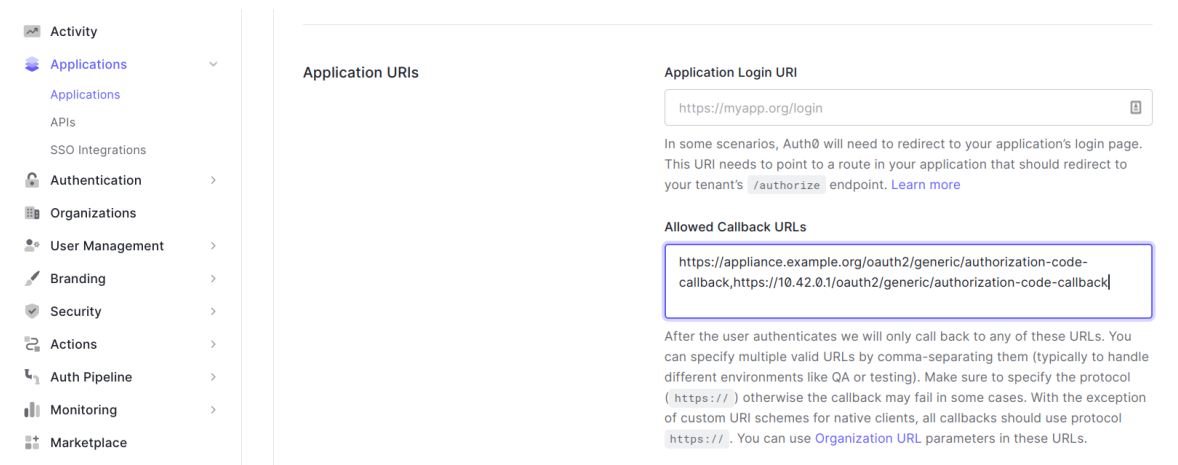 Activity
Applications
Applications
APIs
SSO Integrations
Authentication
Organizations
User Management
Branding
Security
Actions
Auth Pipeline
Monitoring
Marketplace
Application URIs
Application Login URI
https://myapp.org/login
In some scenarios, Auth0 will need to redirect to your application's login page.
This URI needs to point to a route in your application that should redirect to
your tenant's /authorize endpoint. Learn more
Allowed Callback URLs
https://appliance.example.org/oauth2/generic/authorization-code-
callback,https://10.42.0.1/oauth2/generic/authorization-code-callback
After the user authenticates we will only call back to any of these URLs. You
can specify multiple valid URLs by comma-separating them (typically to handle
different environments like QA or testing). Make sure to specify the protocol
( https:// ) otherwise the callback may fail in some cases. With the exception
of custom URI schemes for native clients, all callbacks should use protocol
https:// . You can use Organization URL parameters in these URLs.